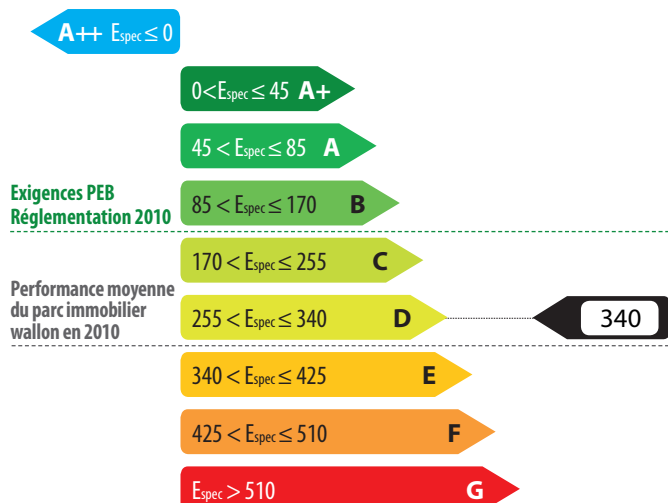 A++ Espec ≤ 0
0<Espec ≤ 45 A+
45 < Espec ≤ 85 A
Exigences PEB
Réglementation 2010
85 < Espec ≤ 170 B
170 < Espec ≤ 255 C
Performance moyenne
du parc immobilier
wallon en 2010
255 < Espec ≤ 340 D
340
340 < Espec ≤ 425 E
425 < Espec ≤ 510 F
Espec > 510 G